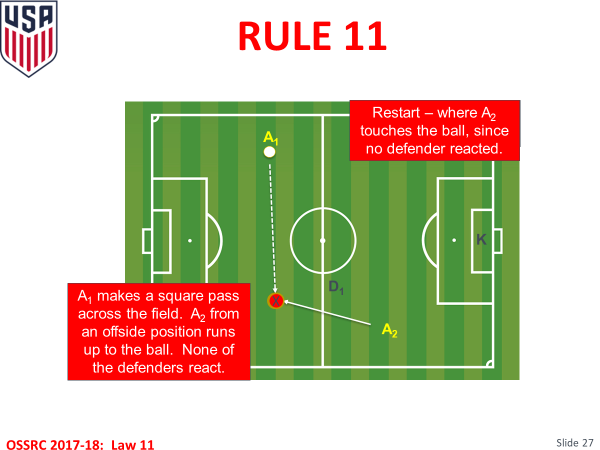 USA
RULE 11
Restart – where A2
touches the ball, since
no defender reacted.
A1
K
D1
A2
A1 makes a square pass
across the field. A2 from
an offside position runs
up to the ball. None of
the defenders react.
OSSRC 2017-18: Law 11
Slide 27